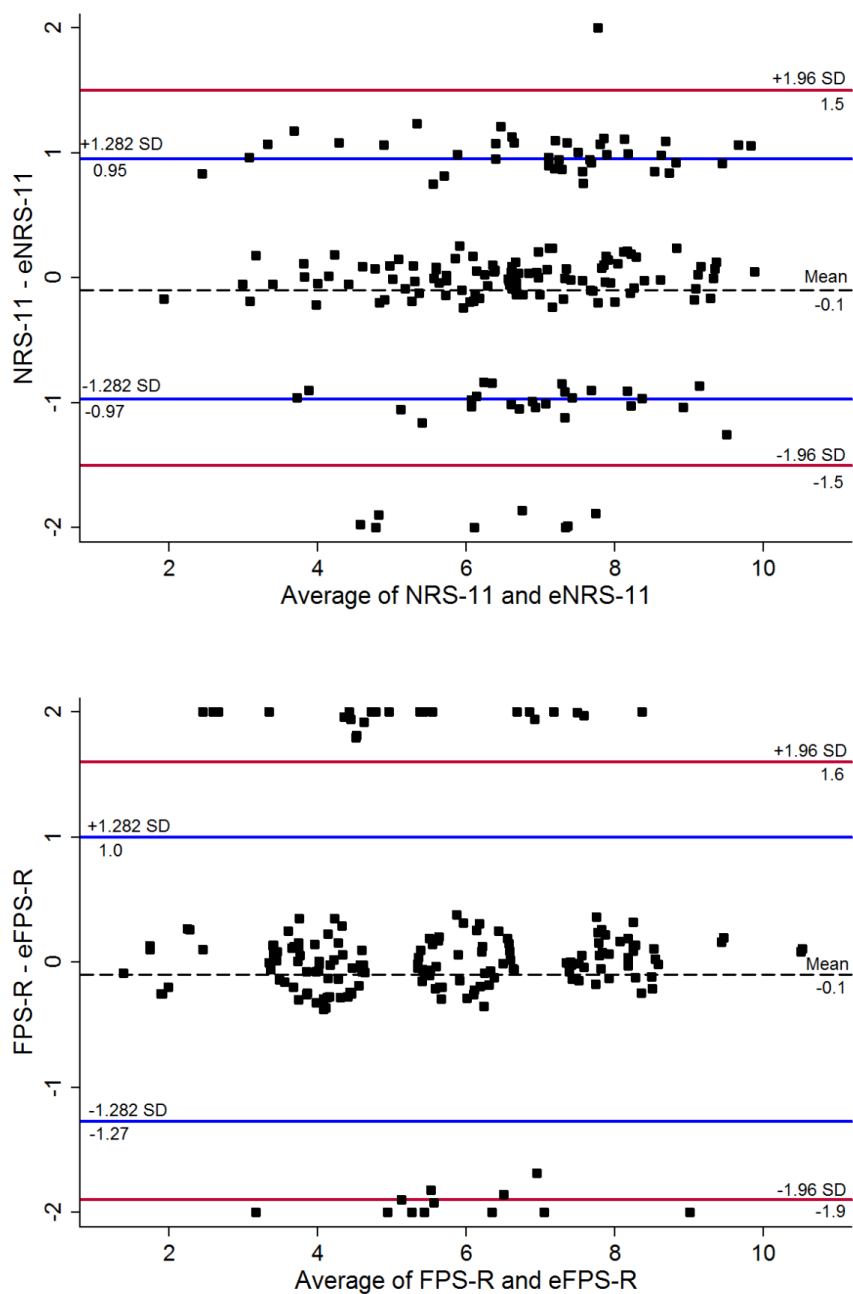 2
+1.96 SD
1.5
+1.282 SD
0.95
1
NRS-11 - eNRS-11
0
Mean
-0.1
-1.282 SD
-0.97
-1
-1.96 SD
-1.5
-2
2 4 6 8 10
Average of NRS-11 and eNRS-11
2
+1.96 SD
1.6
+1.282 SD
1.0
1
FPS-R - eFPS-R
0
Mean
-0.1
-1
-1.282 SD
-1.27
-1.96 SD
-1.9
-2
2 4 6 8 10
Average of FPS-R and eFPS-R